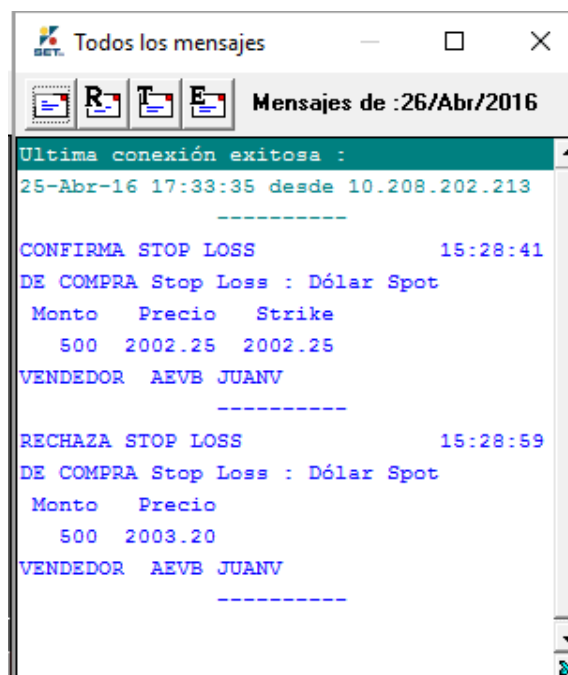 SET
Todos los mensajes
R T E Mensajes de :26/Abr/2016
Ultima conexión exitosa :
25-Abr-16 17:33:35 desde 10.208.202.213
----------
CONFIRMA STOP LOSS 15:28:41
DE COMPRA Stop Loss : Dólar Spot
Monto Precio Strike
500 2002.25 2002.25
VENDEDOR AEVB JUANV
----------
RECHAZA STOP LOSS 15:28:59
DE COMPRA Stop Loss : Dólar Spot
Monto Precio
500 2003.20
VENDEDOR AEVB JUANV
----------